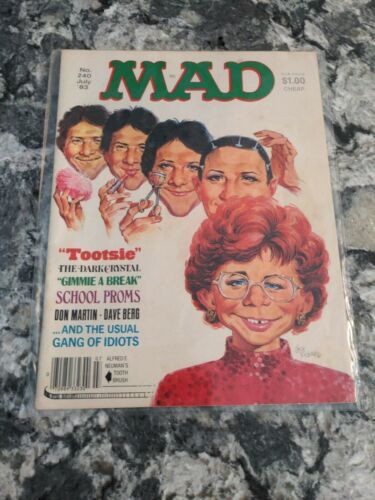 No.
240
July
'83
MAD
$1.00
CHEAP
"Tootsie"
THE DARK CRYSTAL
"GIMMIE A BREAK"
SCHOOL PROMS
DON MARTIN - DAVE BERG
...AND THE USUAL
GANG OF IDIOTS
07
ALFRED E.
NEUMAN'S
TOOTH
BRUSH